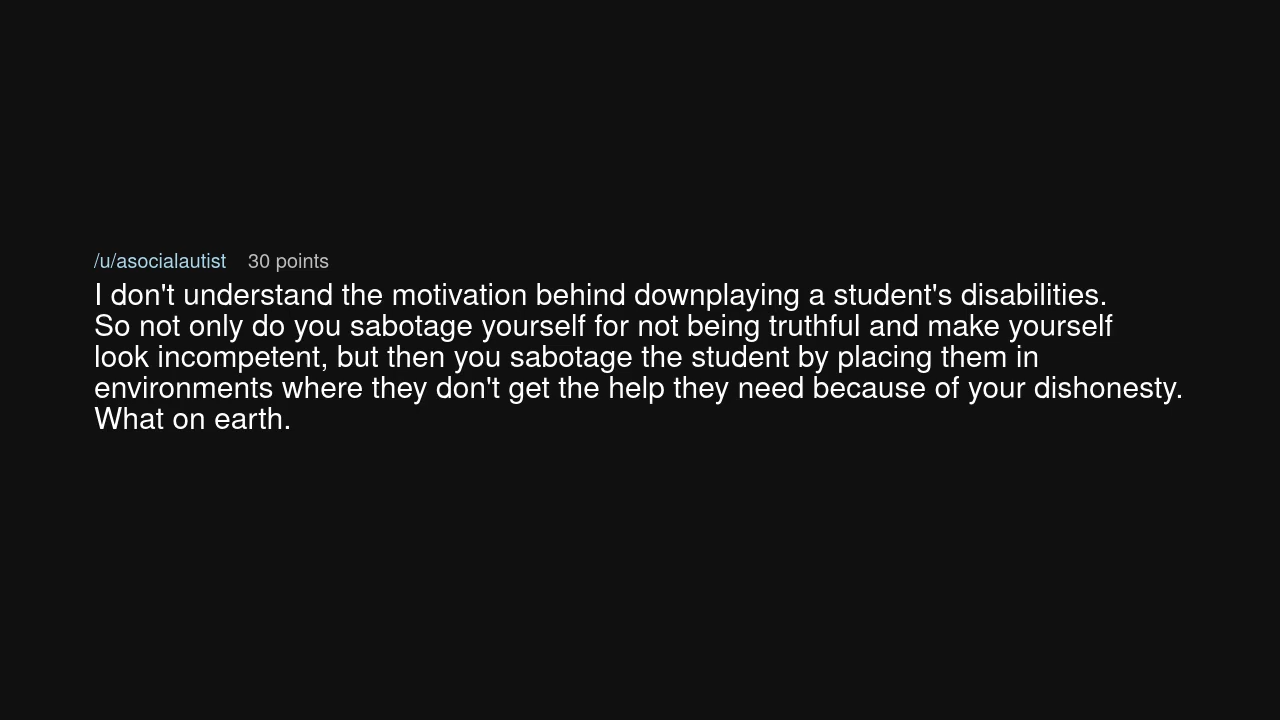 /u/asocialautist 30 points
I don't understand the motivation behind downplaying a student's disabilities.
So not only do you sabotage yourself for not being truthful and make yourself
look incompetent, but then you sabotage the student by placing them in
environments where they don't get the help they need because of your dishonesty.
What on earth.